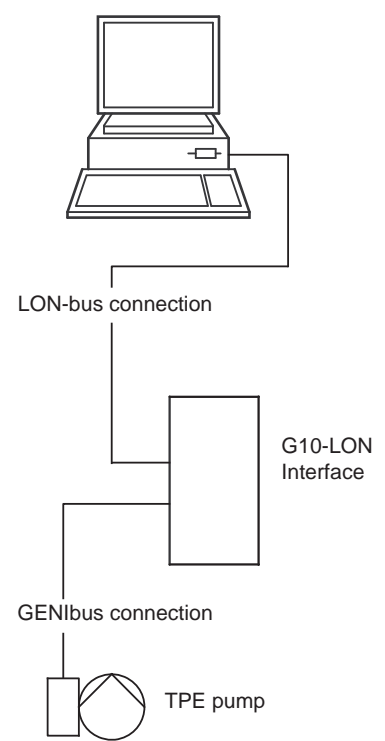 LON-bus connection
G10-LON
Interface
GENIbus connection
TPE pump